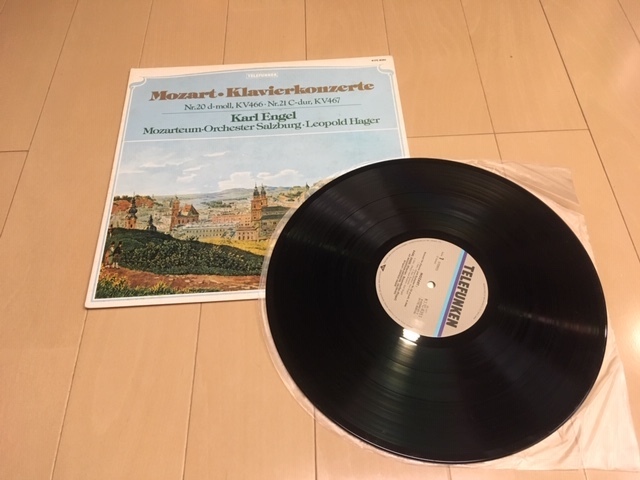 TELEFUNKEN
Mozart · Klavierkonzerte
Nr.20 d-moll, KV466 · Nr.21 C-dur, KV467
Karl Engel
Mozarteum-Orchester Salzburg · Leopold Hager
TELEFUNKEN